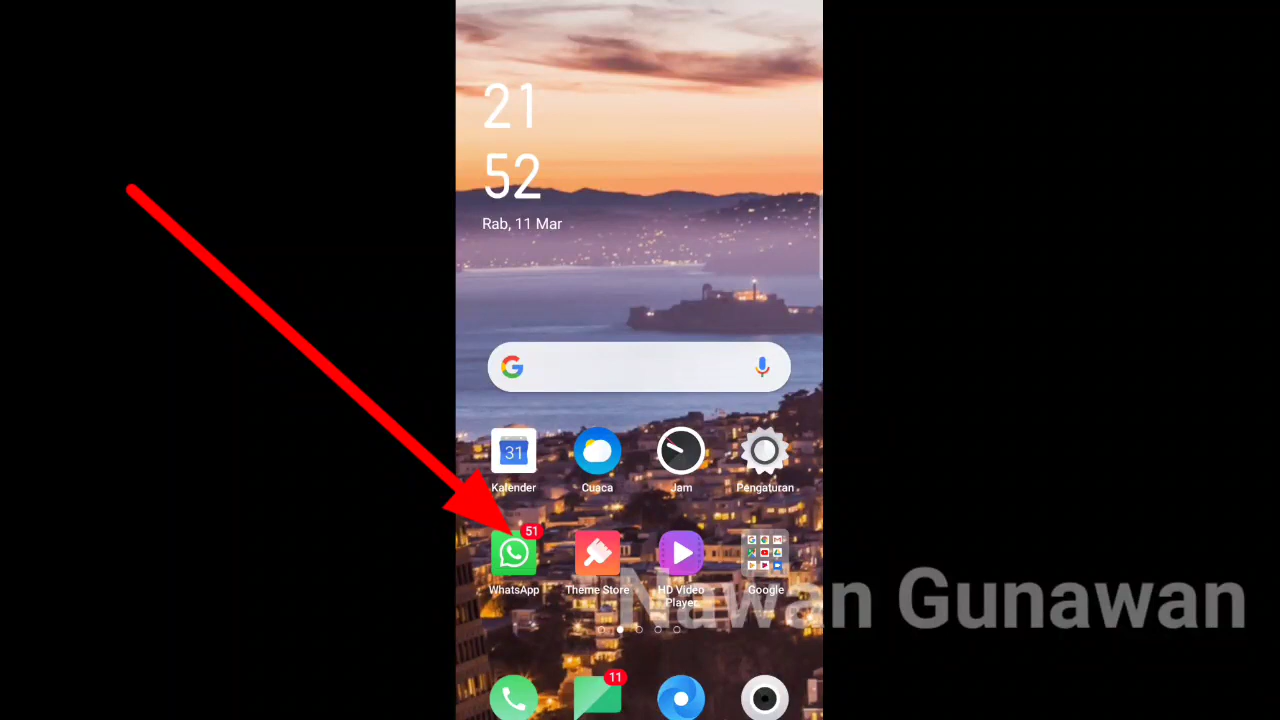 21
52
Rab, 11 Mar
G
31
Kalender
Cuaca
Jam
Pengaturan
51
WhatsApp
Theme Store
HD Video
Player
Google
Nawan Gunawan
11